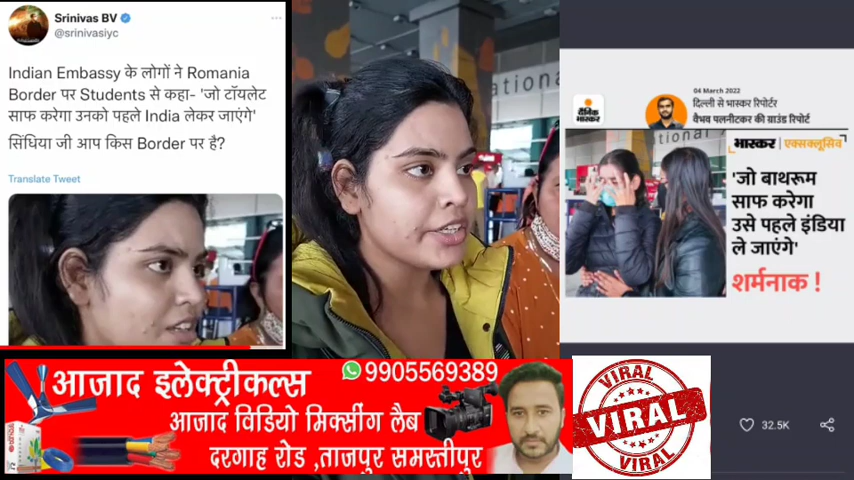 Srinivas BV
@srinivasiyc
Indian Embassy के लोगों ने Romania
Border पर Students से कहा- 'जो टॉयलेट
साफ करेगा उनको पहले India लेकर जाएंगे'
सिंधिया जी आप किस Border पर है?
Translate Tweet
national
दैनिक
भास्कर
04 March 2022
दिल्ली से भास्कर रिपोर्टर
वैभव पलनीटकर की ग्राउंड रिपोर्ट
भास्कर एक्सक्लूसिव
'जो बाथरूम
साफ करेगा
उसे पहले इंडिया
ले जाएंगे'
शर्मनाक !
32.5K
आजाद इलेक्ट्रीकल्स
9905569389
आजाद विडियो मिक्सींग लैब
दरगाह रोड ,ताजपुर समस्तीपुर
VIRAL
VIRAL
VIRAL